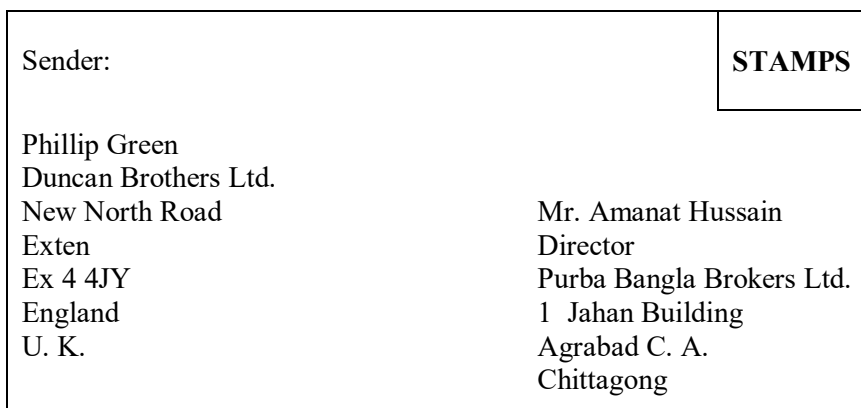 Sender:
STAMPS
Phillip Green
Duncan Brothers Ltd.
New North Road
Exten
Ex 4 4JY
England
U. K.
Mr. Amanat Hussain
Director
Purba Bangla Brokers Ltd.
1 Jahan Building
Agrabad C. A.
Chittagong